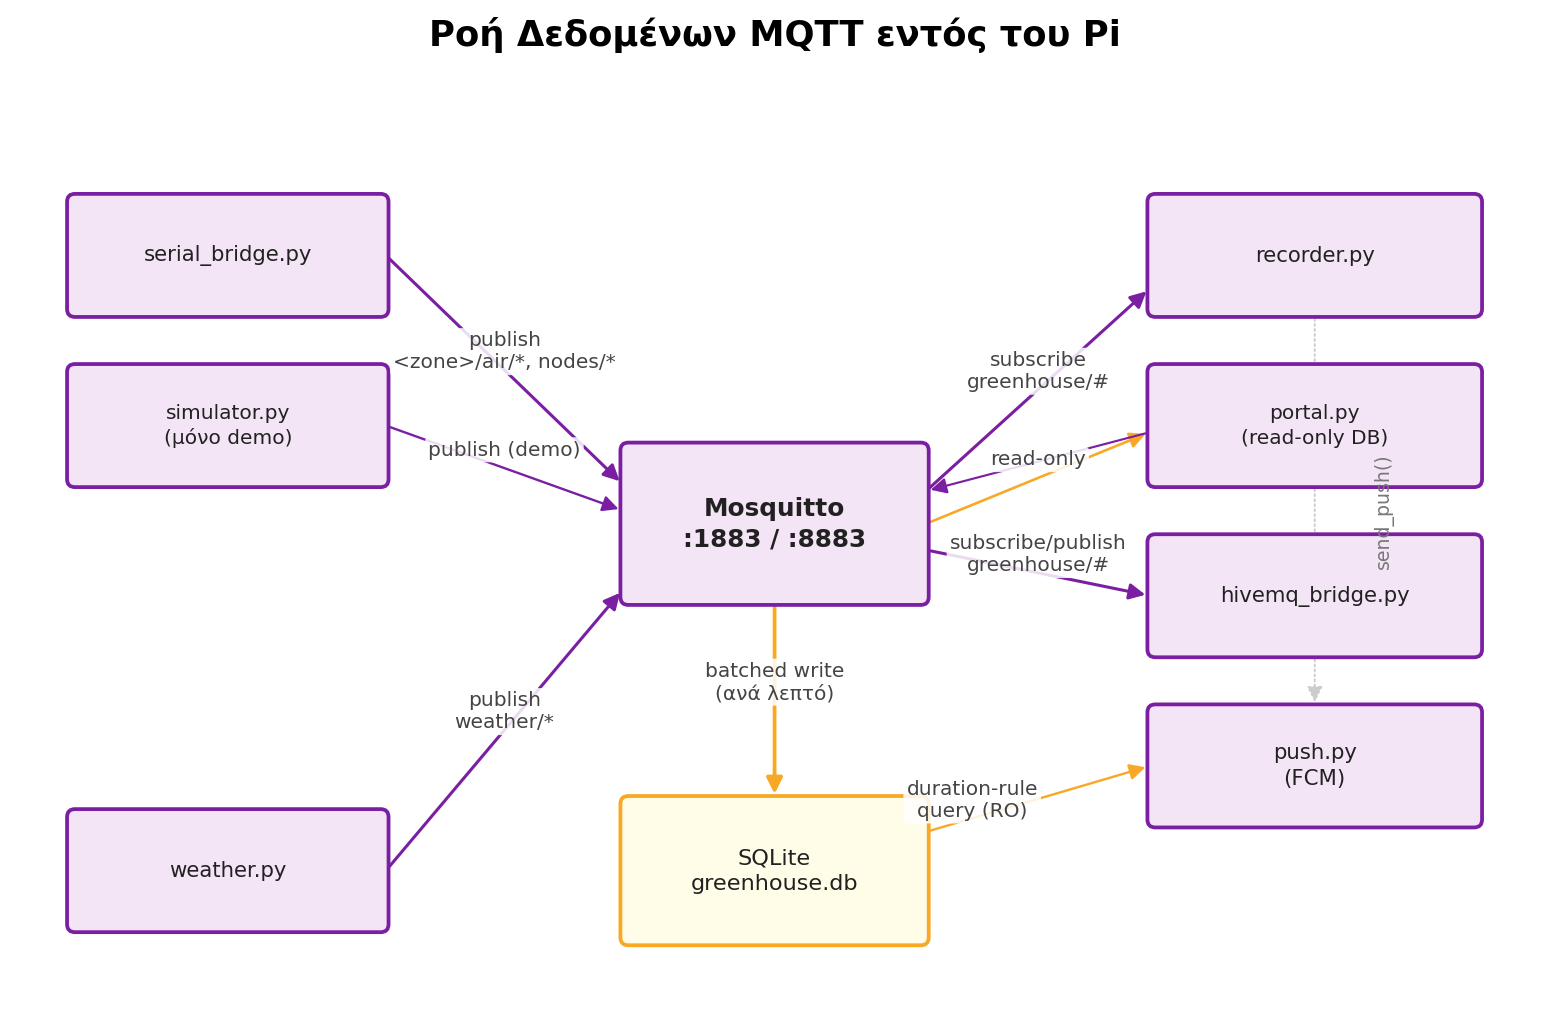 Ροή Δεδομένων MQTT εντός του Pi
serial_bridge.py
recorder.py
publish
<zone>/air/*, nodes/*
subscribe
greenhouse/#
simulator.py
(μόνο demo)
publish (demo)
portal.py
(read-only DB)
read-only
send_push()
Mosquitto
:1883 / :8883
subscribe/publish
greenhouse/#
hivemq_bridge.py
batched write
(ανά λεπτό)
publish
weather/*
push.py
(FCM)
duration-rule
query (RO)
weather.py
SQLite
greenhouse.db